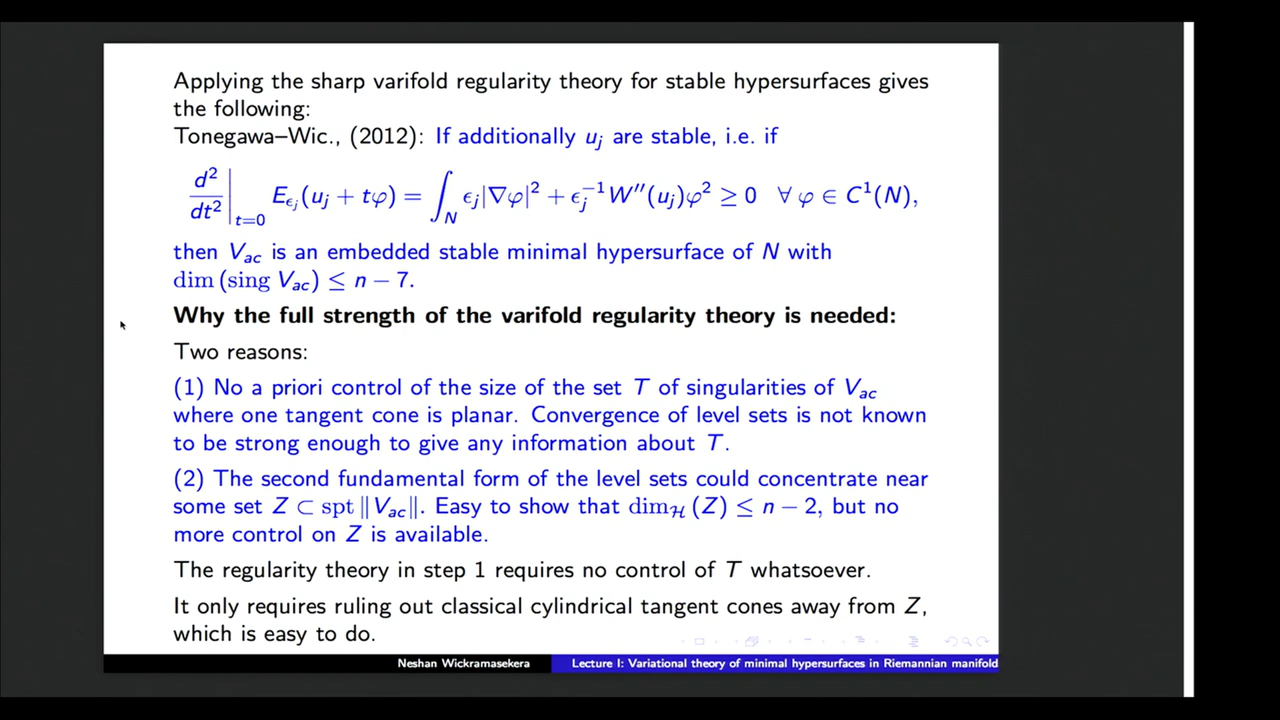 Applying the sharp varifold regularity theory for stable hypersurfaces gives
the following:
Tonegawa–Wic., (2012): If additionally u_j are stable, i.e. if
d²/dt² |_{t=0} E_{ϵ_j}(u_j + tφ) = ∫_N ϵ_j|∇φ|² + ϵ_j^{-1} W″(u_j)φ² ≥ 0 ∀ φ ∈ C¹(N),
then V_{ac} is an embedded stable minimal hypersurface of N with
dim (sing V_{ac}) ≤ n − 7.
Why the full strength of the varifold regularity theory is needed:
Two reasons:
(1) No a priori control of the size of the set T of singularities of V_{ac}
where one tangent cone is planar. Convergence of level sets is not known
to be strong enough to give any information about T.
(2) The second fundamental form of the level sets could concentrate near
some set Z ⊂ spt ‖V_{ac}‖. Easy to show that dim_ℋ (Z) ≤ n − 2, but no
more control on Z is available.
The regularity theory in step 1 requires no control of T whatsoever.
It only requires ruling out classical cylindrical tangent cones away from Z,
which is easy to do.
Neshan Wickramasekera
Lecture I: Variational theory of minimal hypersurfaces in Riemannian manifold